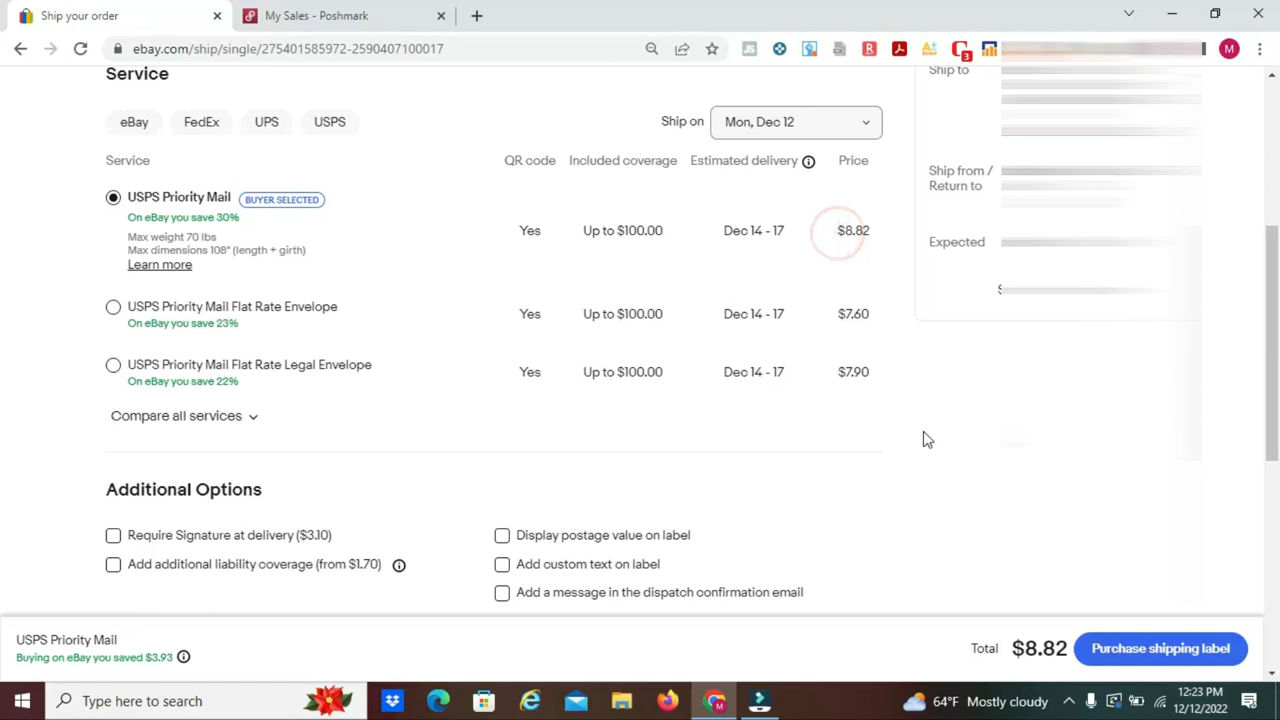 Ship your order
My Sales - Poshmark
ebay.com/ship/single/275401585972-2590407100017
3
M
Service
Ship to
eBay FedEx UPS USPS
Ship on Mon, Dec 12
Service QR code Included coverage Estimated delivery Price
Ship from /
Return to
USPS Priority Mail BUYER SELECTED
On eBay you save 30%
Yes Up to $100.00 Dec 14 - 17 $8.82
Max weight 70 lbs
Max dimensions 108" (length + girth)
Learn more
Expected
USPS Priority Mail Flat Rate Envelope
On eBay you save 23%
Yes Up to $100.00 Dec 14 - 17 $7.60
USPS Priority Mail Flat Rate Legal Envelope
On eBay you save 22%
Yes Up to $100.00 Dec 14 - 17 $7.90
Compare all services
Additional Options
Require Signature at delivery ($3.10)
Display postage value on label
Add additional liability coverage (from $1.70)
Add custom text on label
Add a message in the dispatch confirmation email
USPS Priority Mail
Buying on eBay you saved $3.93
Total $8.82 Purchase shipping label
Type here to search
64°F Mostly cloudy
12:23 PM
12/12/2022